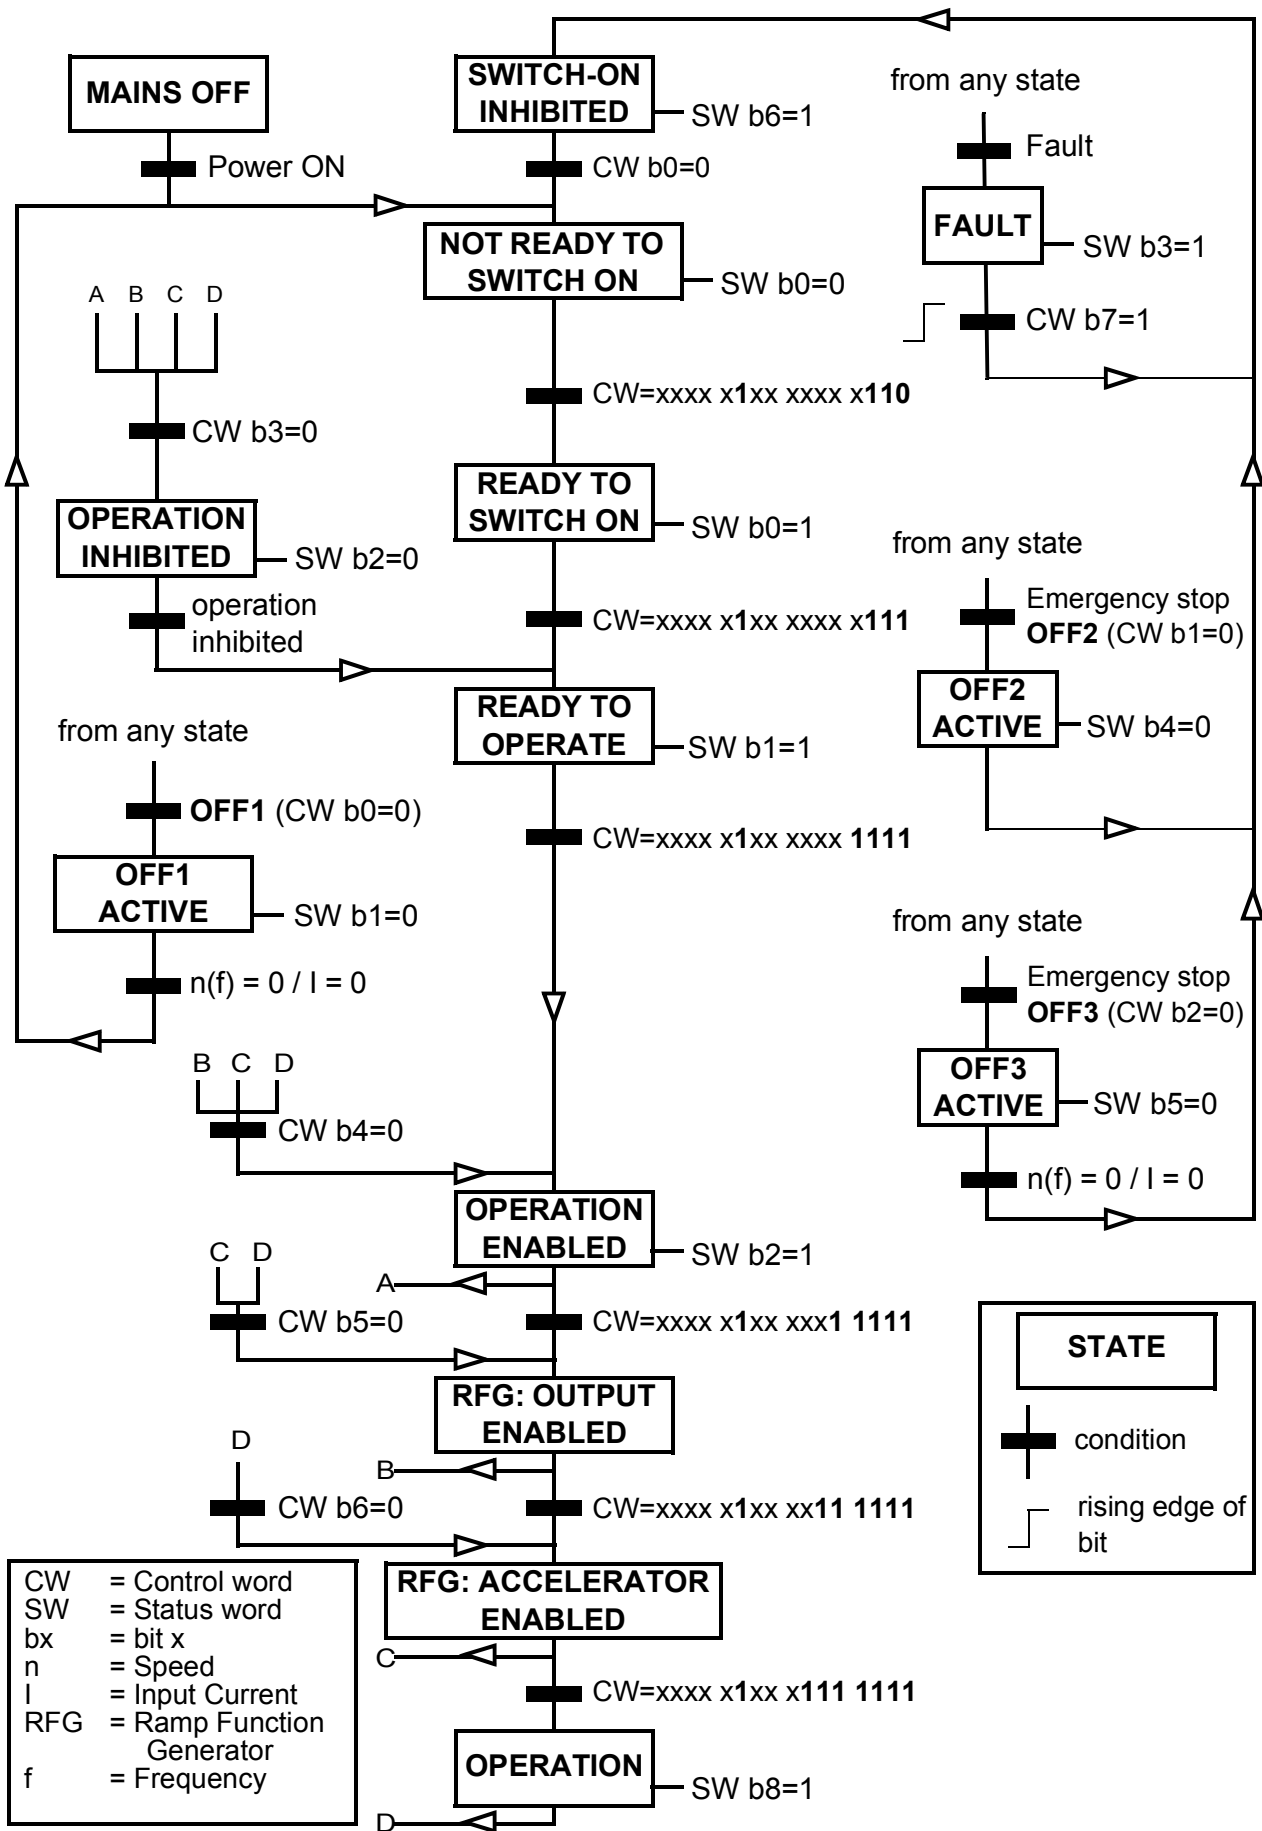 MAINS OFF
Power ON
SWITCH-ON
INHIBITED
SW b6=1
CW b0=0
from any state
Fault
FAULT
SW b3=1
CW b7=1
NOT READY TO
SWITCH ON
SW b0=0
A B C D
CW b3=0
CW=xxxx x1xx xxxx x110
OPERATION
INHIBITED
SW b2=0
operation
inhibited
READY TO
SWITCH ON
SW b0=1
CW=xxxx x1xx xxxx x111
from any state
Emergency stop
OFF2 (CW b1=0)
OFF2
ACTIVE
SW b4=0
READY TO
OPERATE
SW b1=1
from any state
OFF1 (CW b0=0)
OFF1
ACTIVE
SW b1=0
n(f) = 0 / I = 0
CW=xxxx x1xx xxxx 1111
from any state
Emergency stop
OFF3 (CW b2=0)
OFF3
ACTIVE
SW b5=0
n(f) = 0 / I = 0
B C D
CW b4=0
OPERATION
ENABLED
SW b2=1
A
C D
CW b5=0
CW=xxxx x1xx xxx1 1111
RFG: OUTPUT
ENABLED
B
D
CW b6=0
CW=xxxx x1xx xx11 1111
RFG: ACCELERATOR
ENABLED
C
CW=xxxx x1xx x111 1111
OPERATION
SW b8=1
D
STATE
condition
rising edge of
bit
CW = Control word
SW = Status word
bx = bit x
n = Speed
I = Input Current
RFG = Ramp Function
Generator
f = Frequency